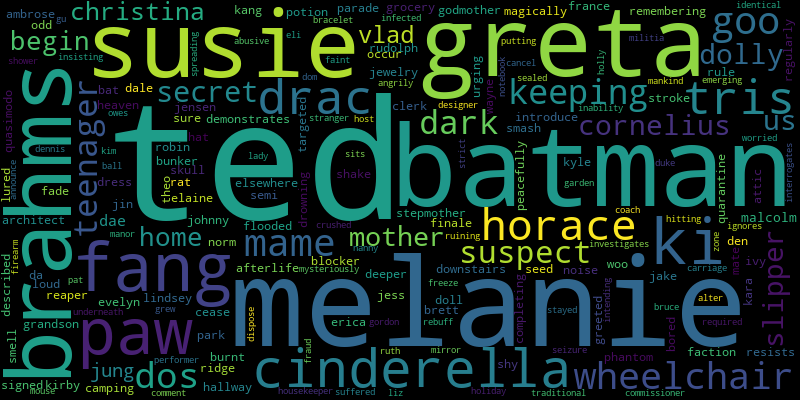 ambrose
christina
kang
potion
parade
grocery
godmother
magically
france
remembering
identical
odd
gu
bracelet
infected
begin
susie
vlad
greta
goo
insisting
abusive
eli
rudolph
putting
militia
dolly
regularly
shower
spreading
faint
occur
cancel
emerging
mankind
rule
bat
dale
secret
dom
jewelry
urging
notebook
sealed
holly
keeping
tris
heaven
owes
jensen
angrily
drac
clerk
designer
wayne
inability
stroke
us
quasimodo
brahms
teenager
sure
demonstrates
targeted
stranger
host
dark
introduce
cornelius
worried
dennis
hat
ted
batman
smash
kim
robin
lady
sits
strict
kyle
duke
interrogates
lured
announce
ball
bunker
skull
elsewhere
shake
peacefully
garden
quarantine
attic
fade
dress
theo
rat
elaine
semi
drowning
stepmother
malcolm
architect
jin
johnny
flooded
finale
horace
coach
hitting
zone
ignores
dae
home
norm
mame
mother
ruining
ki
den
slipper
manor
crushed
nanny
suspect
investigates
mate
described
firearm
fang
blocker
afterlife
mysteriously
deeper
downstairs
seed
noise
woo
jake
carriage
ivy
da
loud
pat
reaper
evelyn
lindsey
cease
melanie
jess
doll
freeze
completing
greeted
intending
bruce
alter
kara
smell
grandson
underneath
grew
paw
park
dispose
erica
gordon
brett
rebuff
stayed
required
bored
performer
burnt
fraud
ruth
mirror
shy
seizure
phantom
faction
resists
signed
kirby
jung
dos
ridge
cinderella
wheelchair
mouse
camping
comment
hallway
housekeeper
suffered
liz
holiday
traditional
commissioner